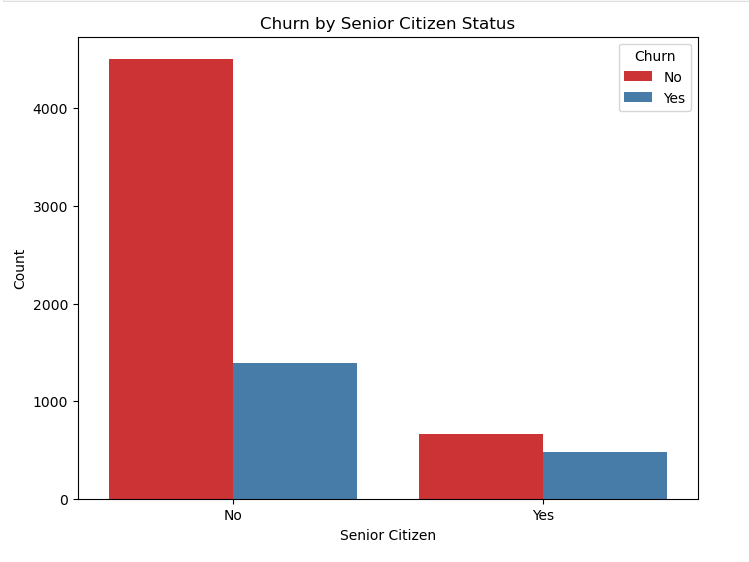 Churn by Senior Citizen Status
Churn
No
Yes
4000
3000
2000
1000
0
Count
No
Yes
Senior Citizen